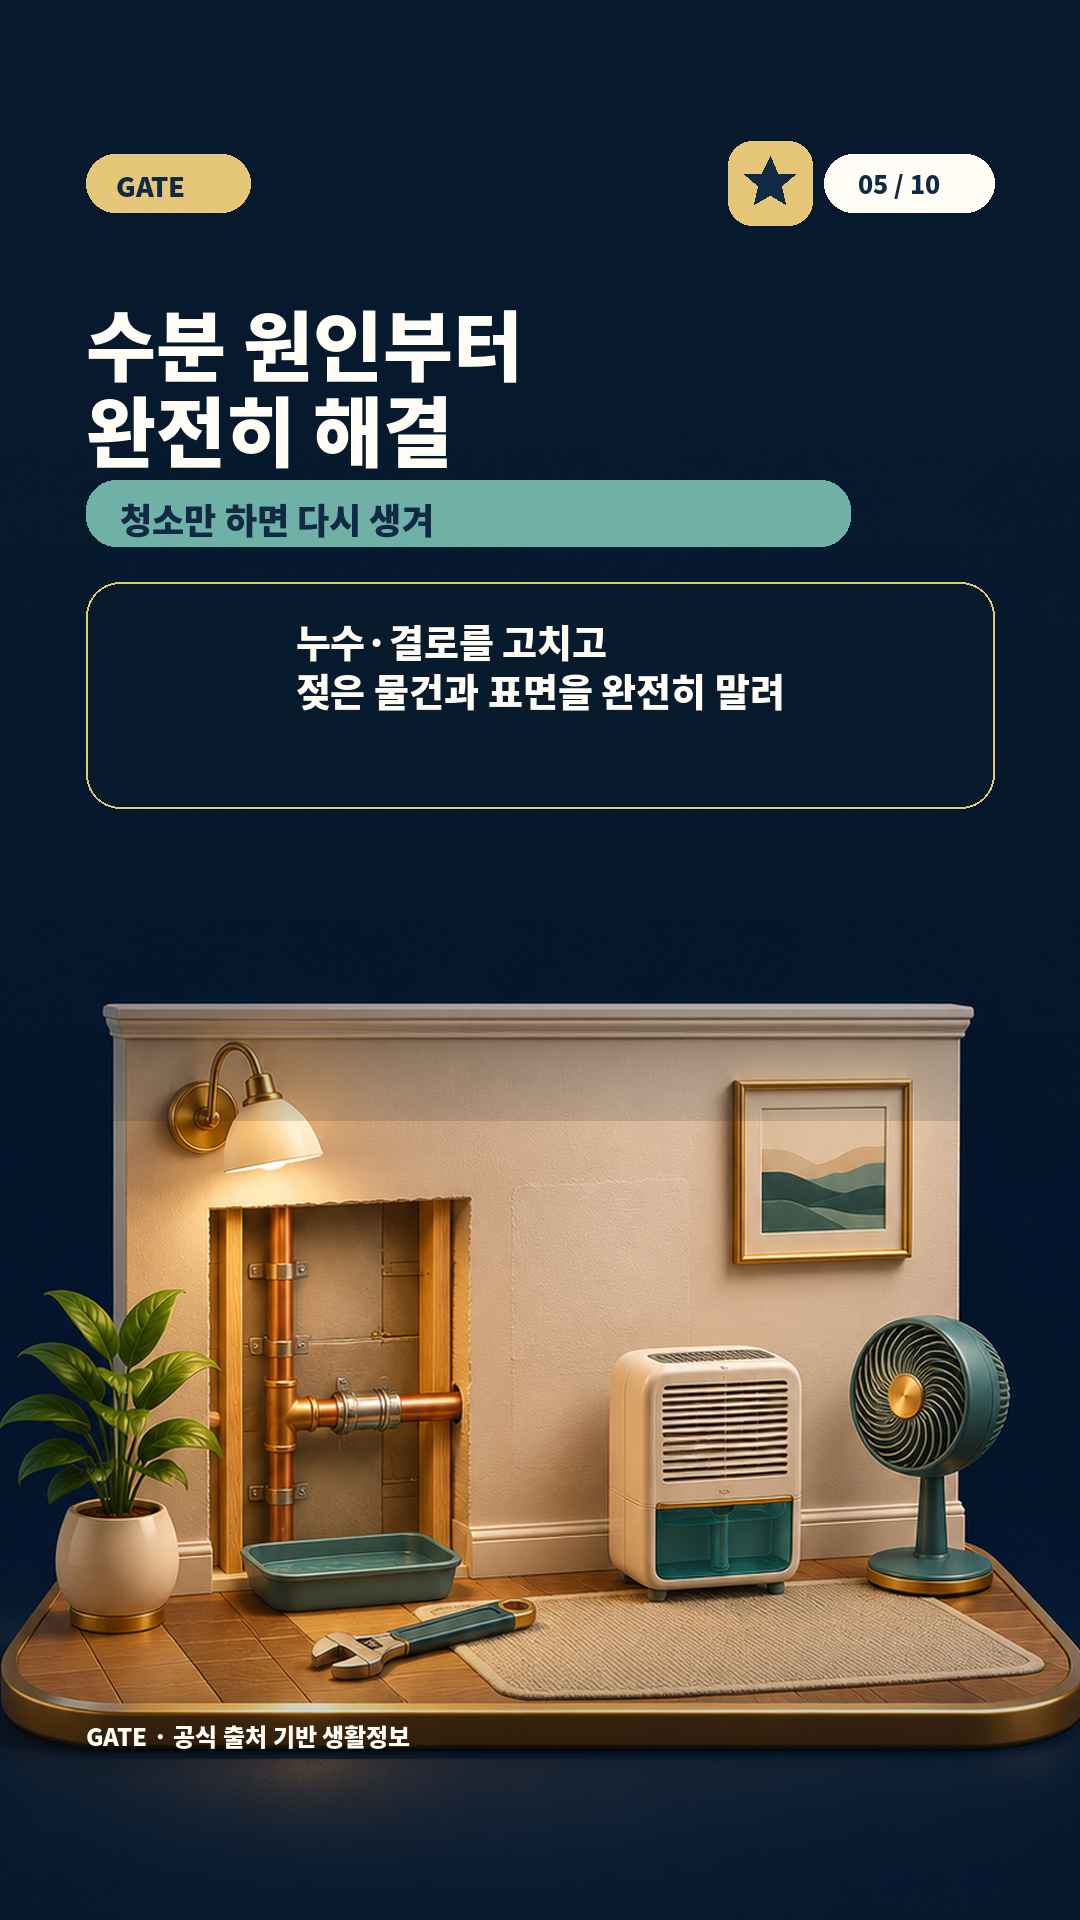 GATE
05 / 10
수분 원인부터
완전히 해결
청소만 하면 다시 생겨
누수·결로를 고치고
젖은 물건과 표면을 완전히 말려
GATE · 공식 출처 기반 생활정보